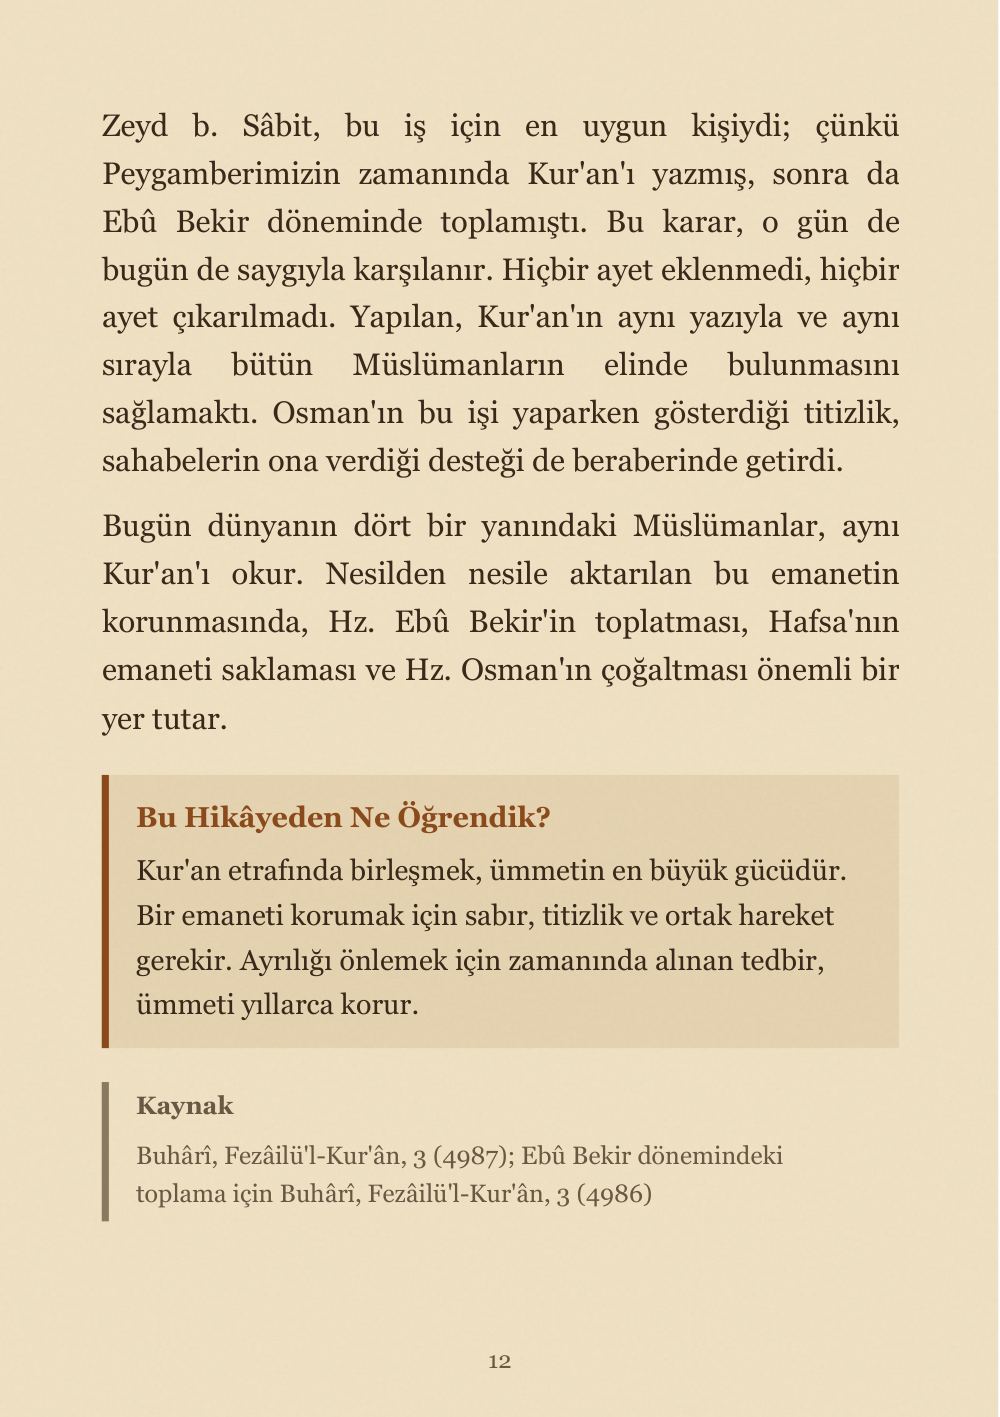 Zeyd b. Sâbit, bu iş için en uygun kişiydi; çünkü
Peygamberimizin zamanında Kur'an'ı yazmış, sonra da
Ebû Bekir döneminde toplamıştı. Bu karar, o gün de
bugün de saygıyla karşılanır. Hiçbir ayet eklenmedi, hiçbir
ayet çıkarılmadı. Yapılan, Kur'an'ın aynı yazıyla ve aynı
sırayla bütün Müslümanların elinde bulunmasını
sağlamaktı. Osman'ın bu işi yaparken gösterdiği titizlik,
sahabelerin ona verdiği desteği de beraberinde getirdi.
Bugün dünyanın dört bir yanındaki Müslümanlar, aynı
Kur'an'ı okur. Nesilden nesile aktarılan bu emanetin
korunmasında, Hz. Ebû Bekir'in toplatması, Hafsa'nın
emaneti saklaması ve Hz. Osman'ın çoğaltması önemli bir
yer tutar.
Bu Hikâyeden Ne Öğrendik?
Kur'an etrafında birleşmek, ümmetin en büyük gücüdür.
Bir emaneti korumak için sabır, titizlik ve ortak hareket
gerekir. Ayrılığı önlemek için zamanında alınan tedbir,
ümmeti yıllarca korur.
Kaynak
Buhârî, Fezâilü'l-Kur'ân, 3 (4987); Ebû Bekir dönemindeki
toplama için Buhârî, Fezâilü'l-Kur'ân, 3 (4986)
12